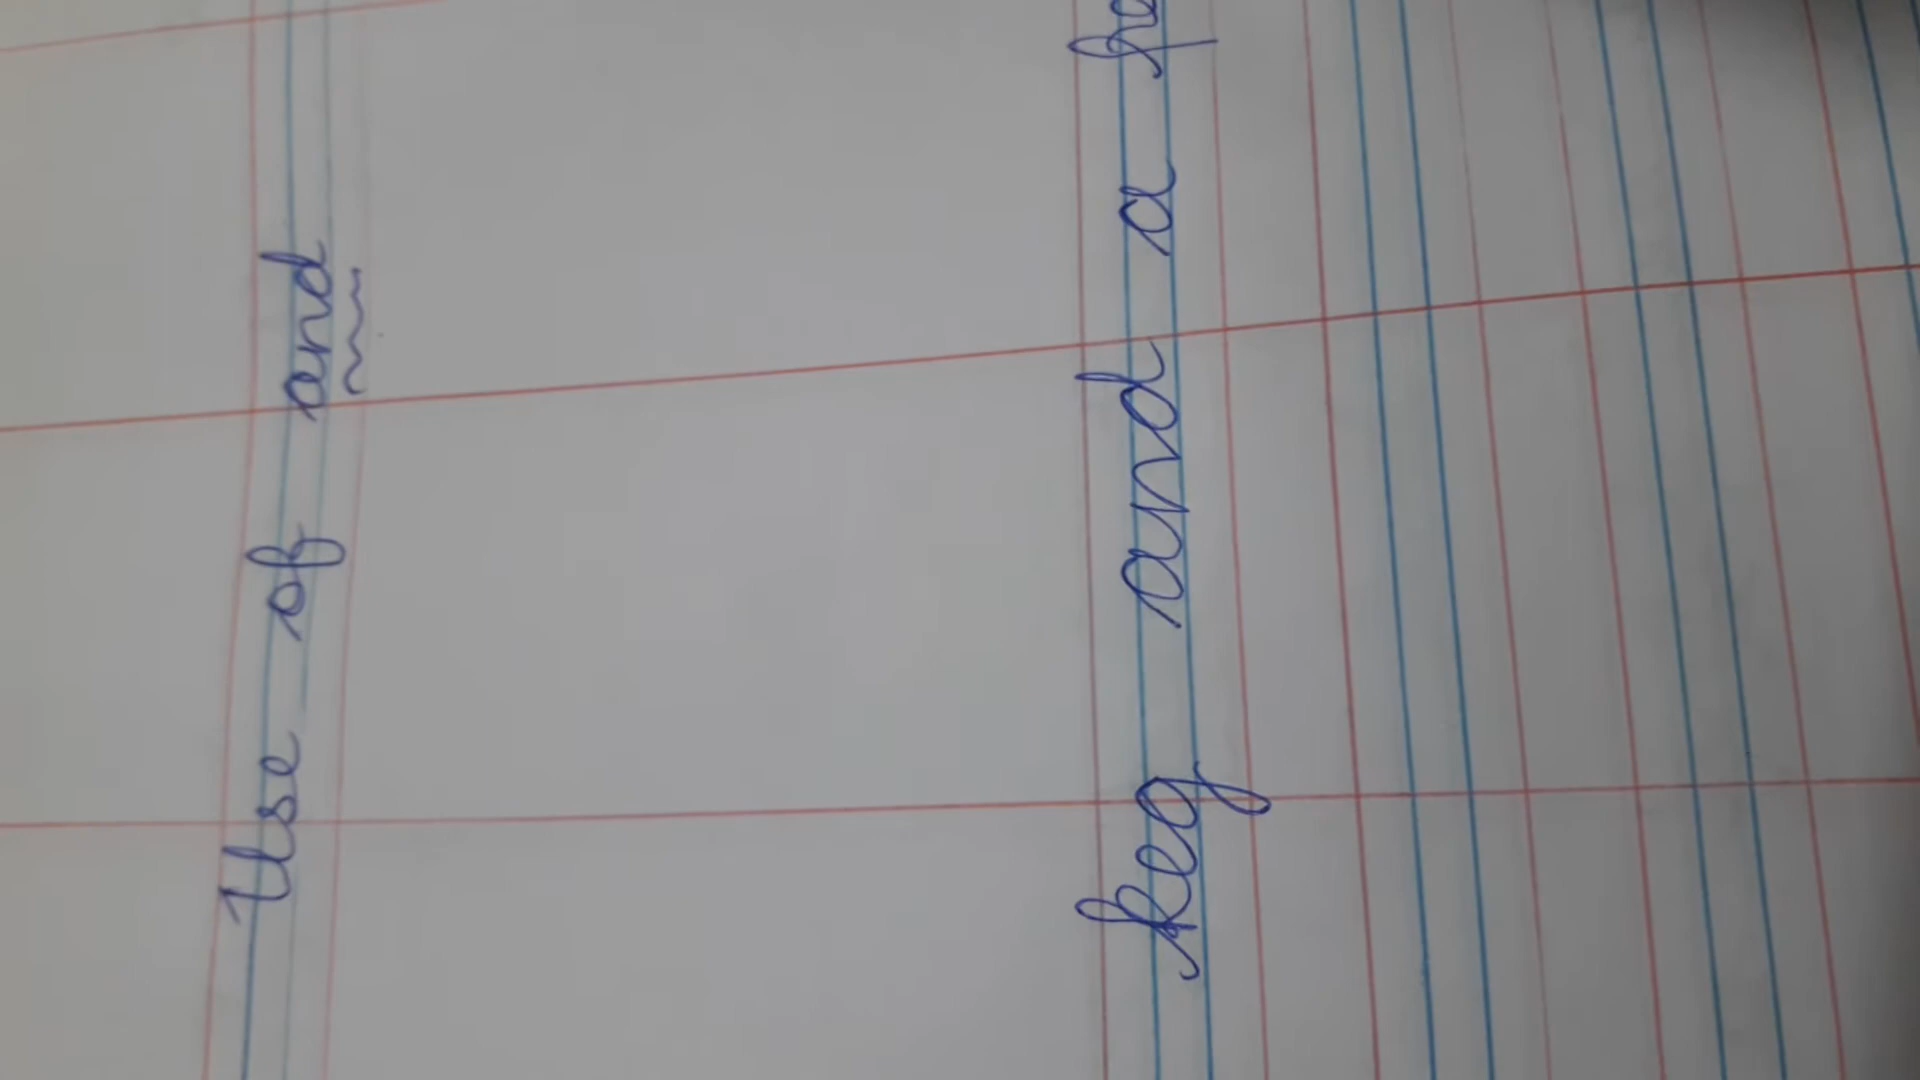 Use of and
keg and a